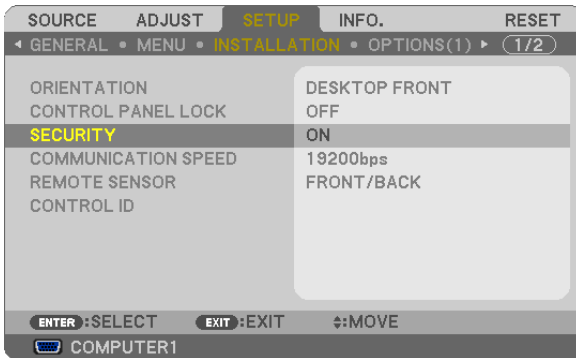 SOURCE ADJUST SETUP INFO. RESET
GENERAL • MENU • INSTALLATION • OPTIONS(1) 1/2
ORIENTATION DESKTOP FRONT
CONTROL PANEL LOCK OFF
SECURITY ON
COMMUNICATION SPEED 19200bps
REMOTE SENSOR FRONT/BACK
CONTROL ID
ENTER :SELECT EXIT :EXIT :MOVE
COMPUTER1